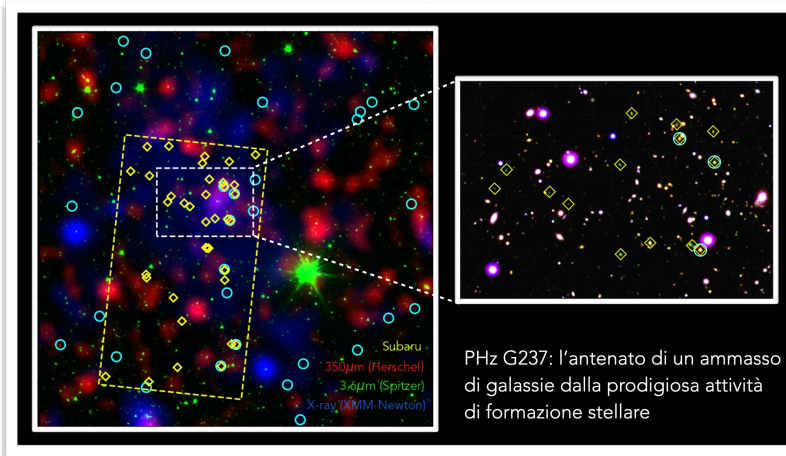 Subaru
350μm (Herschel)
3.6μm (Spitzer)
X-ray (XMM-Newton)
PHz G237: l’antenato di un ammasso
di galassie dalla prodigiosa attività
di formazione stellare